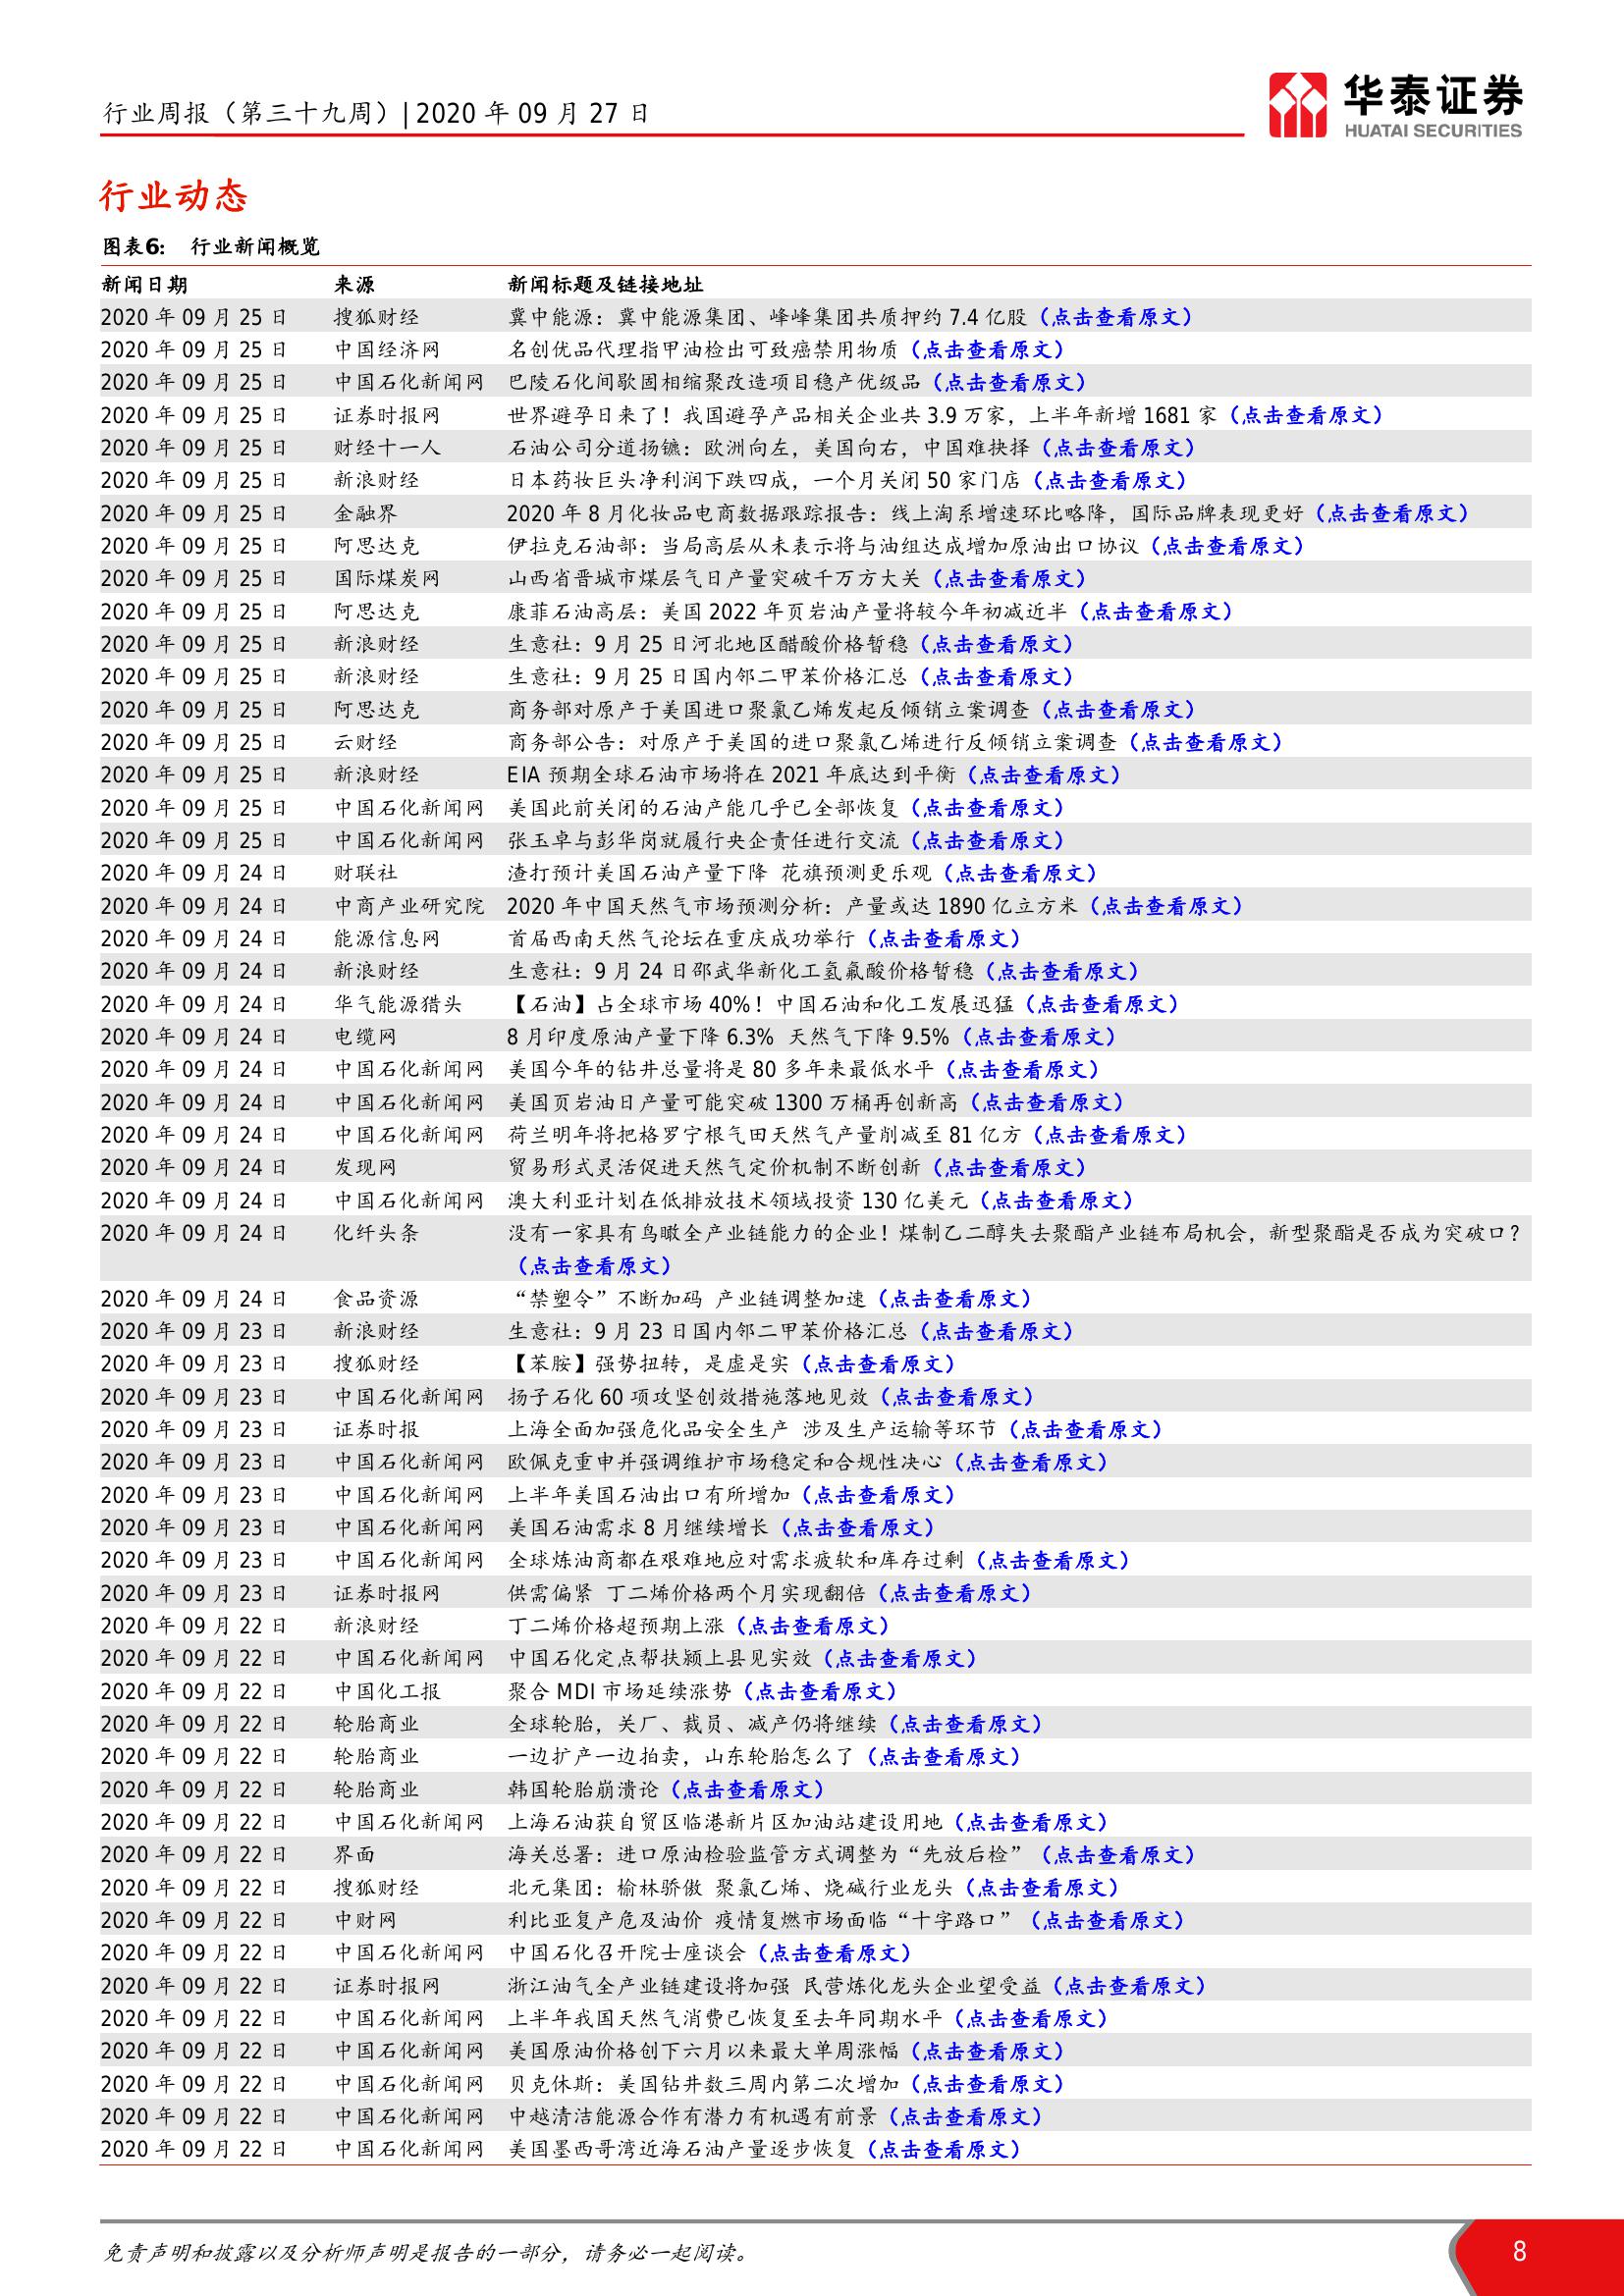 行业周报（第三十九周）| 2020 年 09 月 27 日
华泰证券
HUATAI SECURITIES
行业动态
图表6： 行业新闻概览
新闻日期 来源 新闻标题及链接地址
2020 年 09 月 25 日 搜狐财经 冀中能源：冀中能源集团、峰峰集团共质押约 7.4 亿股（点击查看原文）
2020 年 09 月 25 日 中国经济网 名创优品代理指甲油检出可致癌禁用物质（点击查看原文）
2020 年 09 月 25 日 中国石化新闻网 巴陵石化间歇固相缩聚改造项目稳产优级品（点击查看原文）
2020 年 09 月 25 日 证券时报网 世界避孕日来了！我国避孕产品相关企业共 3.9 万家，上半年新增 1681 家（点击查看原文）
2020 年 09 月 25 日 财经十一人 石油公司分道扬镳：欧洲向左，美国向右，中国难抉择（点击查看原文）
2020 年 09 月 25 日 新浪财经 日本药妆巨头净利润下跌四成，一个月关闭 50 家门店（点击查看原文）
2020 年 09 月 25 日 金融界 2020 年 8 月化妆品电商数据跟踪报告：线上淘系增速环比略降，国际品牌表现更好（点击查看原文）
2020 年 09 月 25 日 阿思达克 伊拉克石油部：当局高层从未表示将与油组达成增加原油出口协议（点击查看原文）
2020 年 09 月 25 日 国际煤炭网 山西省晋城市煤层气日产量突破千万方大关（点击查看原文）
2020 年 09 月 25 日 阿思达克 康菲石油高层：美国 2022 年页岩油产量将较今年初减近半（点击查看原文）
2020 年 09 月 25 日 新浪财经 生意社：9 月 25 日河北地区醋酸价格暂稳（点击查看原文）
2020 年 09 月 25 日 新浪财经 生意社：9 月 25 日国内邻二甲苯价格汇总（点击查看原文）
2020 年 09 月 25 日 阿思达克 商务部对原产于美国进口聚氯乙烯发起反倾销立案调查（点击查看原文）
2020 年 09 月 25 日 云财经 商务部公告：对原产于美国的进口聚氯乙烯进行反倾销立案调查（点击查看原文）
2020 年 09 月 25 日 新浪财经 EIA 预期全球石油市场将在 2021 年底达到平衡（点击查看原文）
2020 年 09 月 25 日 中国石化新闻网 美国此前关闭的石油产能几乎已全部恢复（点击查看原文）
2020 年 09 月 25 日 中国石化新闻网 张玉卓与彭华岗就履行央企责任进行交流（点击查看原文）
2020 年 09 月 24 日 财联社 渣打预计美国石油产量下降 花旗预测更乐观（点击查看原文）
2020 年 09 月 24 日 中商产业研究院 2020 年中国天然气市场预测分析：产量或达 1890 亿立方米（点击查看原文）
2020 年 09 月 24 日 能源信息网 首届西南天然气论坛在重庆成功举行（点击查看原文）
2020 年 09 月 24 日 新浪财经 生意社：9 月 24 日邵武华新化工氢氟酸价格暂稳（点击查看原文）
2020 年 09 月 24 日 华气能源猎头 【石油】占全球市场 40%！中国石油和化工发展迅猛（点击查看原文）
2020 年 09 月 24 日 电缆网 8 月印度原油产量下降 6.3% 天然气下降 9.5%（点击查看原文）
2020 年 09 月 24 日 中国石化新闻网 美国今年的钻井总量将是 80 多年来最低水平（点击查看原文）
2020 年 09 月 24 日 中国石化新闻网 美国页岩油日产量可能突破 1300 万桶再创新高（点击查看原文）
2020 年 09 月 24 日 中国石化新闻网 荷兰明年将把格罗宁根气田天然气产量削减至 81 亿方（点击查看原文）
2020 年 09 月 24 日 发现网 贸易形式灵活促进天然气定价机制不断创新（点击查看原文）
2020 年 09 月 24 日 中国石化新闻网 澳大利亚计划在低排放技术领域投资 130 亿美元（点击查看原文）
2020 年 09 月 24 日 化纤头条 没有一家具有鸟瞰全产业链能力的企业！煤制乙二醇失去聚酯产业链布局机会，新型聚酯是否成为突破口？
（点击查看原文）
2020 年 09 月 24 日 食品资源 “禁塑令”不断加码 产业链调整加速（点击查看原文）
2020 年 09 月 23 日 新浪财经 生意社：9 月 23 日国内邻二甲苯价格汇总（点击查看原文）
2020 年 09 月 23 日 搜狐财经 【苯胺】强势扭转，是虚是实（点击查看原文）
2020 年 09 月 23 日 中国石化新闻网 扬子石化 60 项攻坚创效措施落地见效（点击查看原文）
2020 年 09 月 23 日 证券时报 上海全面加强危化品安全生产 涉及生产运输等环节（点击查看原文）
2020 年 09 月 23 日 中国石化新闻网 欧佩克重申并强调维护市场稳定和合规性决心（点击查看原文）
2020 年 09 月 23 日 中国石化新闻网 上半年美国石油出口有所增加（点击查看原文）
2020 年 09 月 23 日 中国石化新闻网 美国石油需求 8 月继续增长（点击查看原文）
2020 年 09 月 23 日 中国石化新闻网 全球炼油商都在艰难地应对需求疲软和库存过剩（点击查看原文）
2020 年 09 月 23 日 证券时报网 供需偏紧 丁二烯价格两个月实现翻倍（点击查看原文）
2020 年 09 月 22 日 新浪财经 丁二烯价格超预期上涨（点击查看原文）
2020 年 09 月 22 日 中国石化新闻网 中国石化定点帮扶颍上县见实效（点击查看原文）
2020 年 09 月 22 日 中国化工报 聚合 MDI 市场延续涨势（点击查看原文）
2020 年 09 月 22 日 轮胎商业 全球轮胎，关厂、裁员、减产仍将继续（点击查看原文）
2020 年 09 月 22 日 轮胎商业 一边扩产一边拍卖，山东轮胎怎么了（点击查看原文）
2020 年 09 月 22 日 轮胎商业 韩国轮胎崩溃论（点击查看原文）
2020 年 09 月 22 日 中国石化新闻网 上海石油获自贸区临港新片区加油站建设用地（点击查看原文）
2020 年 09 月 22 日 界面 海关总署：进口原油检验监管方式调整为“先放后检”（点击查看原文）
2020 年 09 月 22 日 搜狐财经 北元集团：榆林骄傲 聚氯乙烯、烧碱行业龙头（点击查看原文）
2020 年 09 月 22 日 中财网 利比亚复产危及油价 疫情复燃市场面临“十字路口”（点击查看原文）
2020 年 09 月 22 日 中国石化新闻网 中国石化召开院士座谈会（点击查看原文）
2020 年 09 月 22 日 证券时报网 浙江油气全产业链建设将加强 民营炼化龙头企业望受益（点击查看原文）
2020 年 09 月 22 日 中国石化新闻网 上半年我国天然气消费已恢复至去年同期水平（点击查看原文）
2020 年 09 月 22 日 中国石化新闻网 美国原油价格创下六月以来最大单周涨幅（点击查看原文）
2020 年 09 月 22 日 中国石化新闻网 贝克休斯：美国钻井数三周内第二次增加（点击查看原文）
2020 年 09 月 22 日 中国石化新闻网 中越清洁能源合作有潜力有机遇有前景（点击查看原文）
2020 年 09 月 22 日 中国石化新闻网 美国墨西哥湾近海石油产量逐步恢复（点击查看原文）
免责声明和披露以及分析师声明是报告的一部分，请务必一起阅读。
8